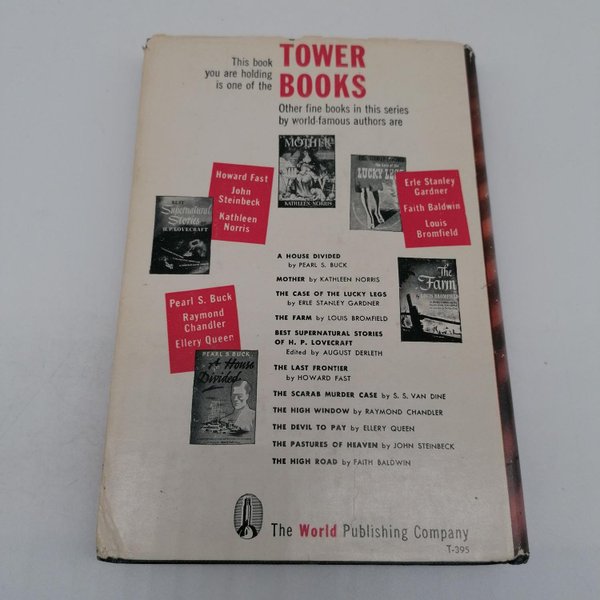 This book
you are holding
is one of the
TOWER
BOOKS
Other fine books in this series
by world-famous authors are
MOTHER
KATHLEEN NORRIS
LUCKY LEGS
Howard Fast
John
Steinbeck
Kathleen
Norris
Erle Stanley
Gardner
Faith Baldwin
Louis
Bromfield
BEST
Supernatural
Stories
H. P. LOVECRAFT
The
Farm
LOUIS BROMFIELD
Pearl S. Buck
Raymond
Chandler
Ellery Queen
PEARL S. BUCK
A House
Divided
A HOUSE DIVIDED
by PEARL S. BUCK
MOTHER by KATHLEEN NORRIS
THE CASE OF THE LUCKY LEGS
by ERLE STANLEY GARDNER
THE FARM by LOUIS BROMFIELD
BEST SUPERNATURAL STORIES
OF H. P. LOVECRAFT
Edited by AUGUST DERLETH
THE LAST FRONTIER
by HOWARD FAST
THE SCARAB MURDER CASE by S. S. VAN DINE
THE HIGH WINDOW by RAYMOND CHANDLER
THE DEVIL TO PAY by ELLERY QUEEN
THE PASTURES OF HEAVEN by JOHN STEINBECK
THE HIGH ROAD by FAITH BALDWIN
The World Publishing Company
T-395